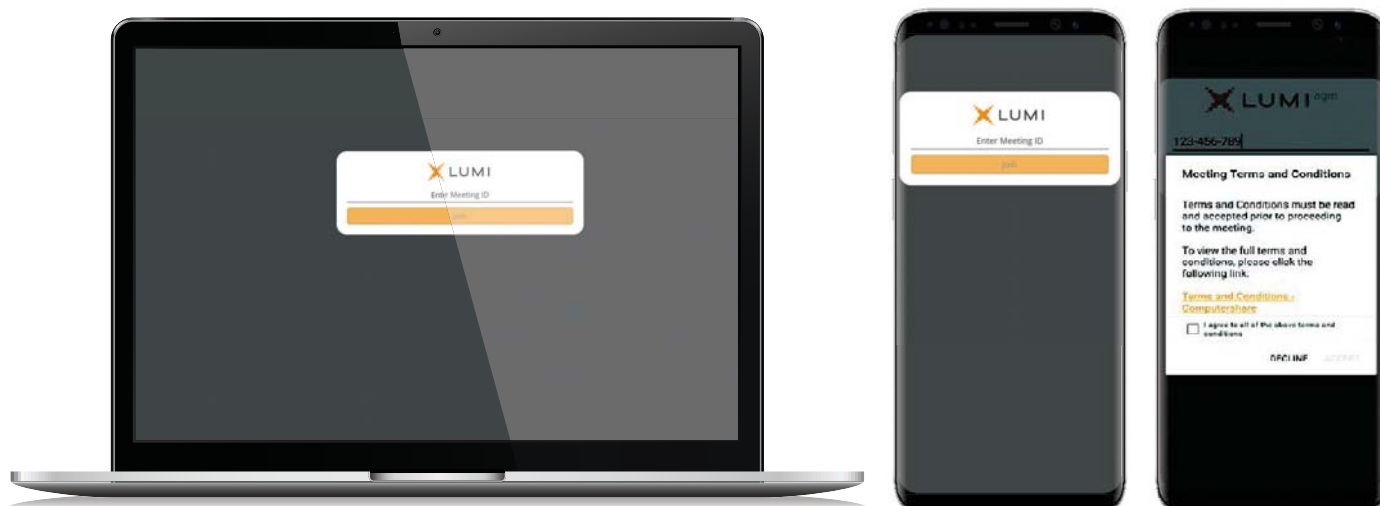 LUMI
Enter Meeting ID
Join
LUMI
Enter Meeting ID
Join
LUMI agm
123-456-789
Meeting Terms and Conditions
Terms and Conditions must be read
and accepted prior to proceeding
to the meeting.
To view the full terms and
conditions, please click the
following link:
Terms and Conditions -
Computershare
I agree to all of the above terms and
conditions
DECLINE ACCEPT